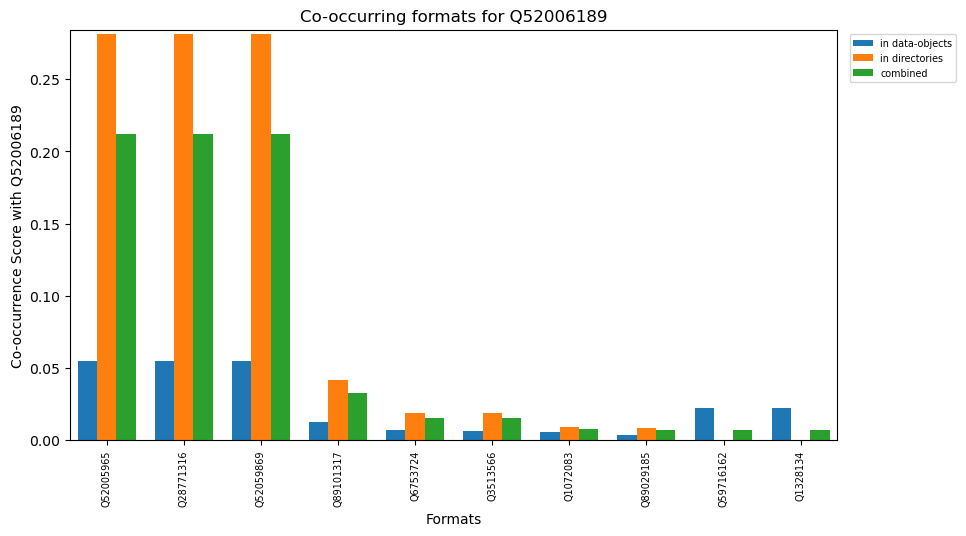 Co-occurring formats for Q52006189
in data-objects
in directories
combined
Co-occurrence Score with Q52006189
0.25
0.20
0.15
0.10
0.05
0.00
Q52005965
Q28771316
Q52059869
Q89101317
Q6753724
Q3513566
Q1072083
Q89029185
Q59716162
Q1328134
Formats